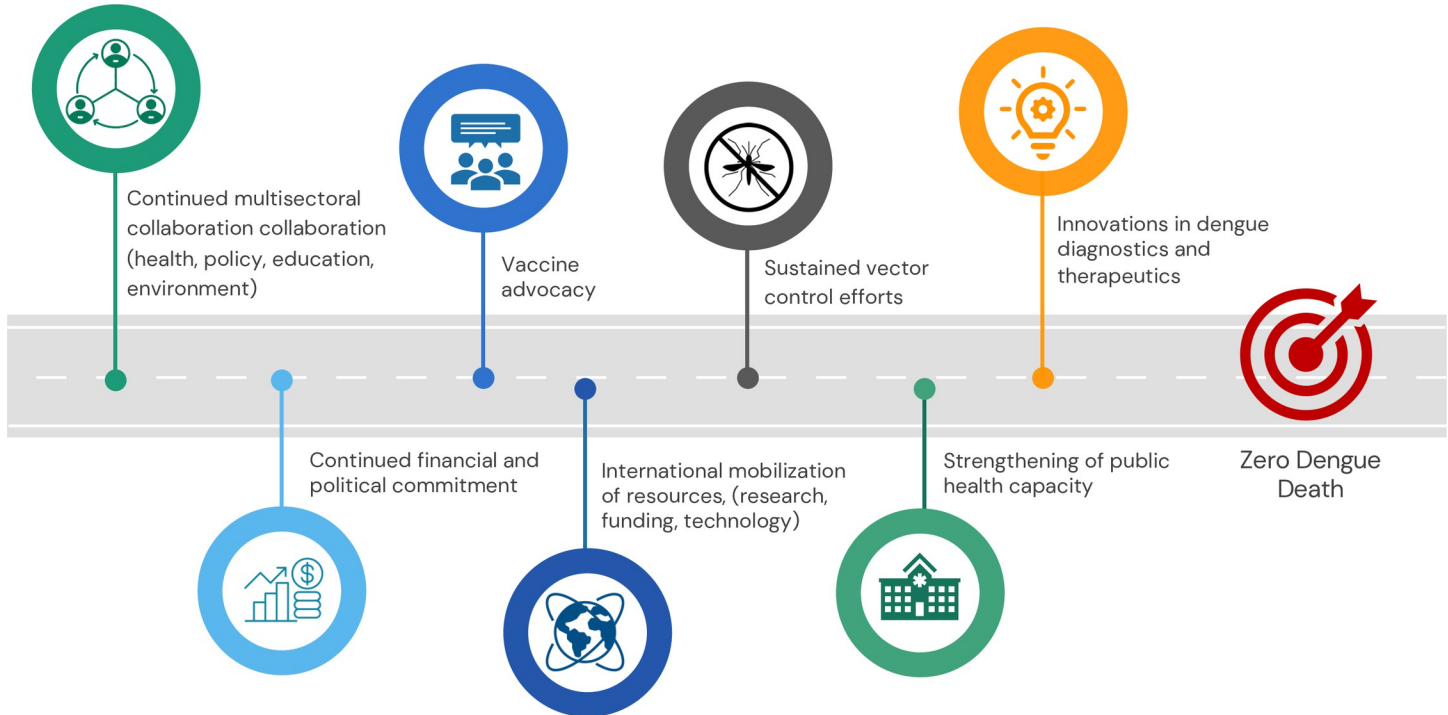 Continued multisectoral
collaboration collaboration
(health, policy, education,
environment)
Continued financial and
political commitment
Vaccine
advocacy
International mobilization
of resources, (research,
funding, technology)
Sustained vector
control efforts
Strengthening of public
health capacity
Innovations in dengue
diagnostics and
therapeutics
Zero Dengue
Death
$